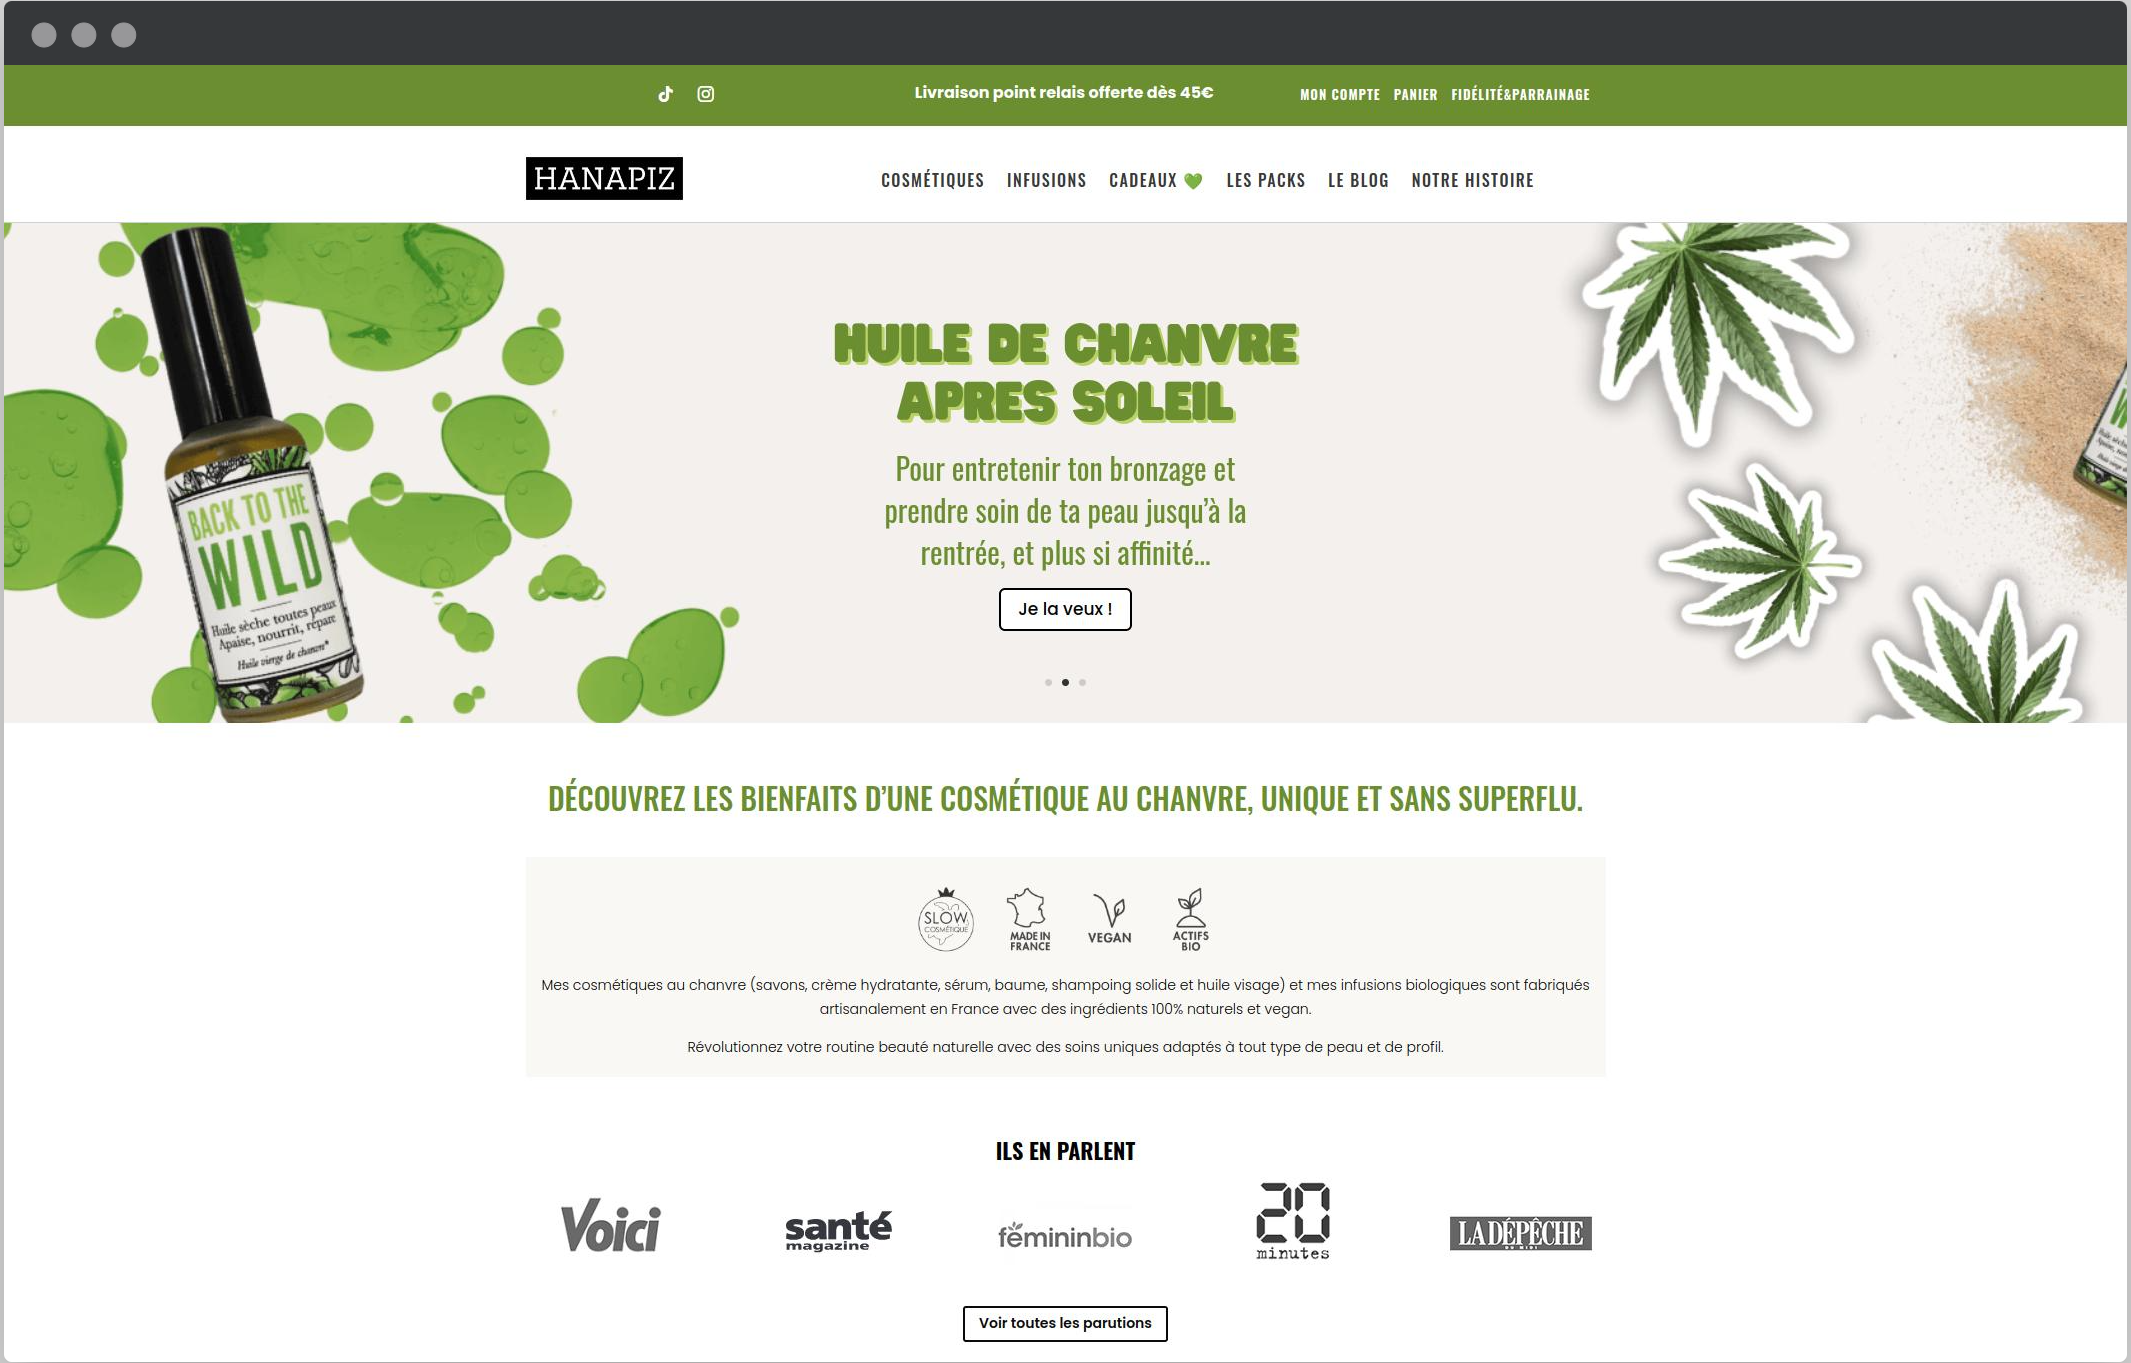 Livraison point relais offerte dès 45€
MON COMPTE PANIER FIDÉLITÉ&PARRAINAGE
HANAPIZ
COSMÉTIQUES INFUSIONS CADEAUX 💚 LES PACKS LE BLOG NOTRE HISTOIRE
BACK TO THE
WILD
Huile sèche toutes peaux
Apaise, nourrit, répare
Huile vierge de chanvre*
HUILE DE CHANVRE
APRES SOLEIL
Pour entretenir ton bronzage et
prendre soin de ta peau jusqu'à la
rentrée, et plus si affinité...
Je la veux !
DÉCOUVREZ LES BIENFAITS D'UNE COSMÉTIQUE AU CHANVRE, UNIQUE ET SANS SUPERFLU.
SLOW
COSMÉTIQUE
MADE IN
FRANCE
VEGAN
ACTIFS
BIO
Mes cosmétiques au chanvre (savons, crème hydratante, sérum, baume, shampoing solide et huile visage) et mes infusions biologiques sont fabriqués
artisanalement en France avec des ingrédients 100% naturels et vegan.
Révolutionnez votre routine beauté naturelle avec des soins uniques adaptés à tout type de peau et de profil.
ILS EN PARLENT
Voici
santé
magazine
fémininbio
20
minutes
LA DÉPÊCHE
DU MIDI
Voir toutes les parutions